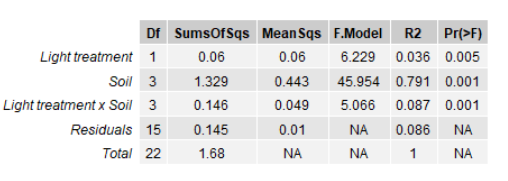 Df SumsOfSqs MeanSqs F.Model R2 Pr(>F)
Light treatment 1 0.06 0.06 6.229 0.036 0.005
Soil 3 1.329 0.443 45.954 0.791 0.001
Light treatment x Soil 3 0.146 0.049 5.066 0.087 0.001
Residuals 15 0.145 0.01 NA 0.086 NA
Total 22 1.68 NA NA 1 NA